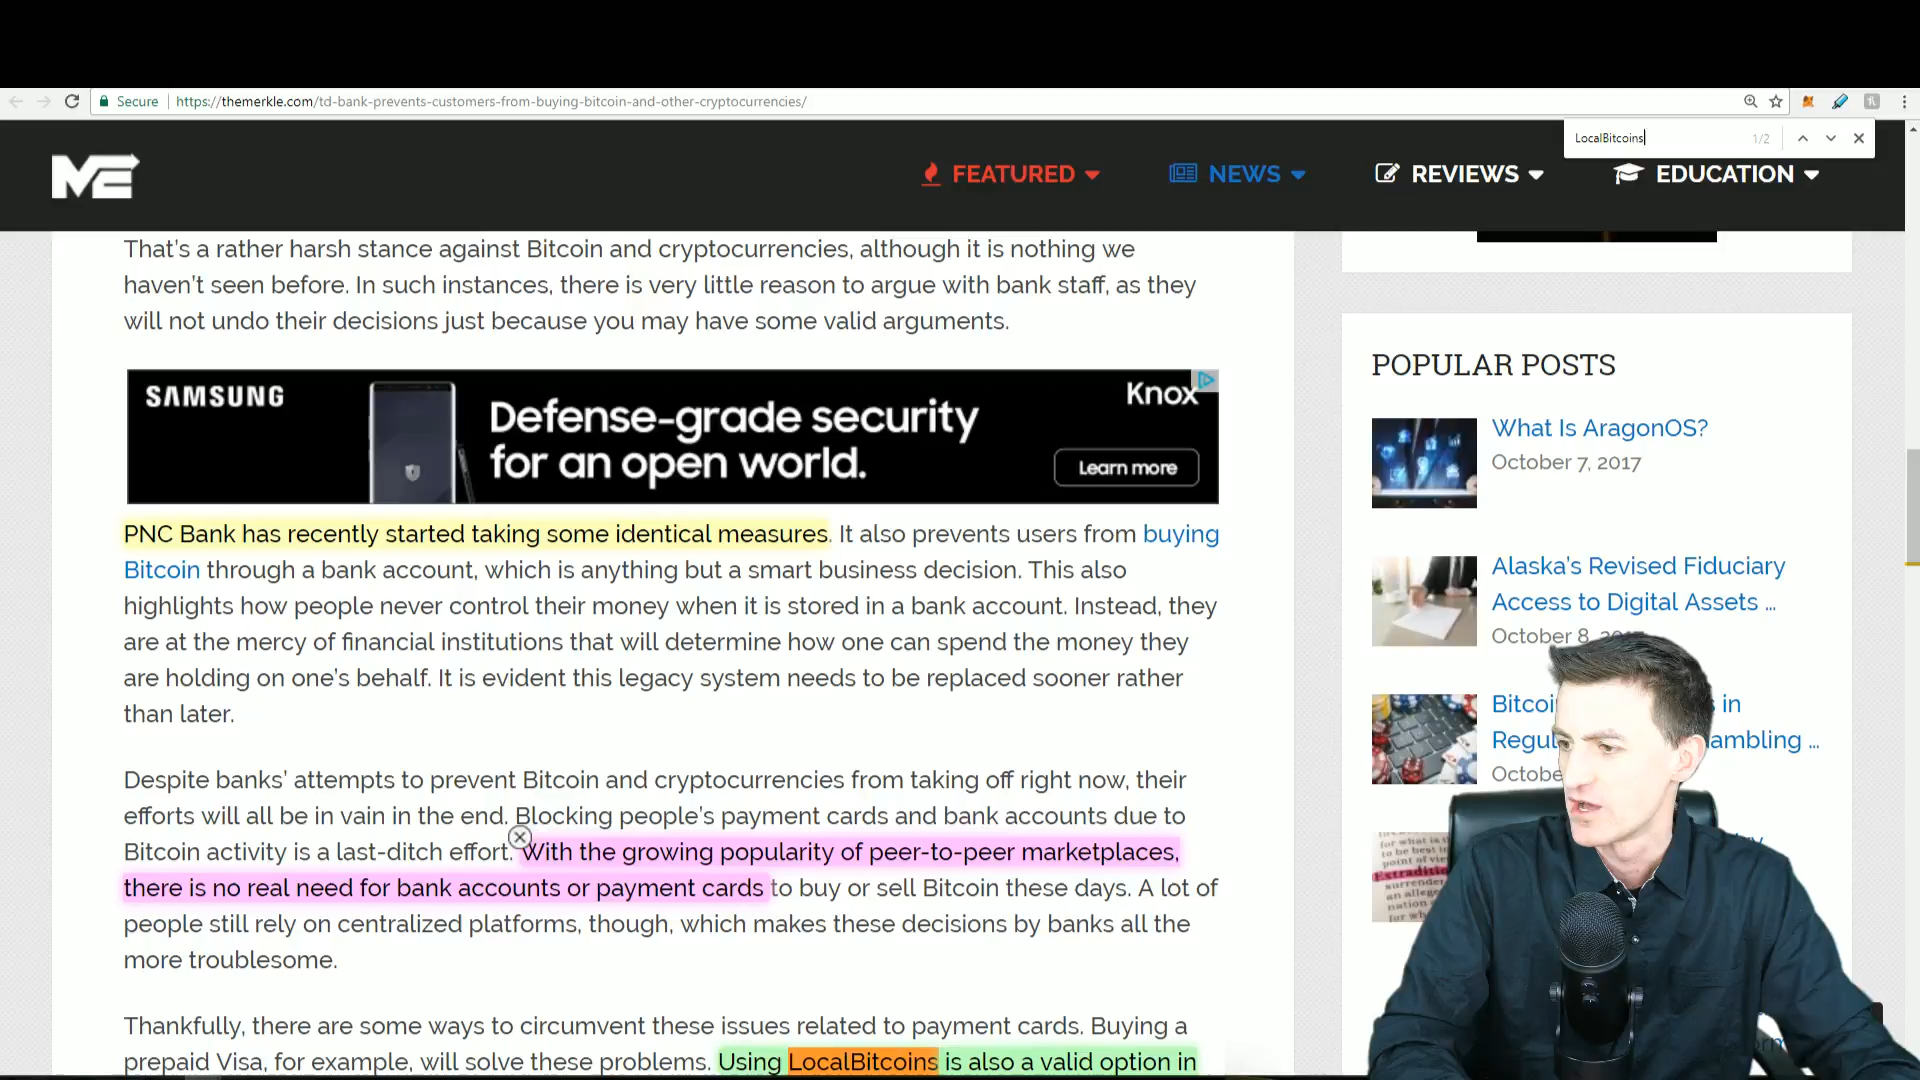 Secure
https://themerkle.com/td-bank-prevents-customers-from-buying-bitcoin-and-other-cryptocurrencies/
LocalBitcoins 1/2
ME
FEATURED
NEWS
REVIEWS
EDUCATION
That's a rather harsh stance against Bitcoin and cryptocurrencies, although it is nothing we
haven't seen before. In such instances, there is very little reason to argue with bank staff, as they
will not undo their decisions just because you may have some valid arguments.
SAMSUNG
Defense-grade security
for an open world.
Knox
Learn more
PNC Bank has recently started taking some identical measures. It also prevents users from buying
Bitcoin through a bank account, which is anything but a smart business decision. This also
highlights how people never control their money when it is stored in a bank account. Instead, they
are at the mercy of financial institutions that will determine how one can spend the money they
are holding on one's behalf. It is evident this legacy system needs to be replaced sooner rather
than later.
Despite banks' attempts to prevent Bitcoin and cryptocurrencies from taking off right now, their
efforts will all be in vain in the end. Blocking people's payment cards and bank accounts due to
Bitcoin activity is a last-ditch effort. With the growing popularity of peer-to-peer marketplaces,
there is no real need for bank accounts or payment cards to buy or sell Bitcoin these days. A lot of
people still rely on centralized platforms, though, which makes these decisions by banks all the
more troublesome.
Thankfully, there are some ways to circumvent these issues related to payment cards. Buying a
prepaid Visa, for example, will solve these problems. Using LocalBitcoins is also a valid option in
POPULAR POSTS
What Is AragonOS?
October 7, 2017
Alaska's Revised Fiduciary
Access to Digital Assets ...
October 8,
in
...